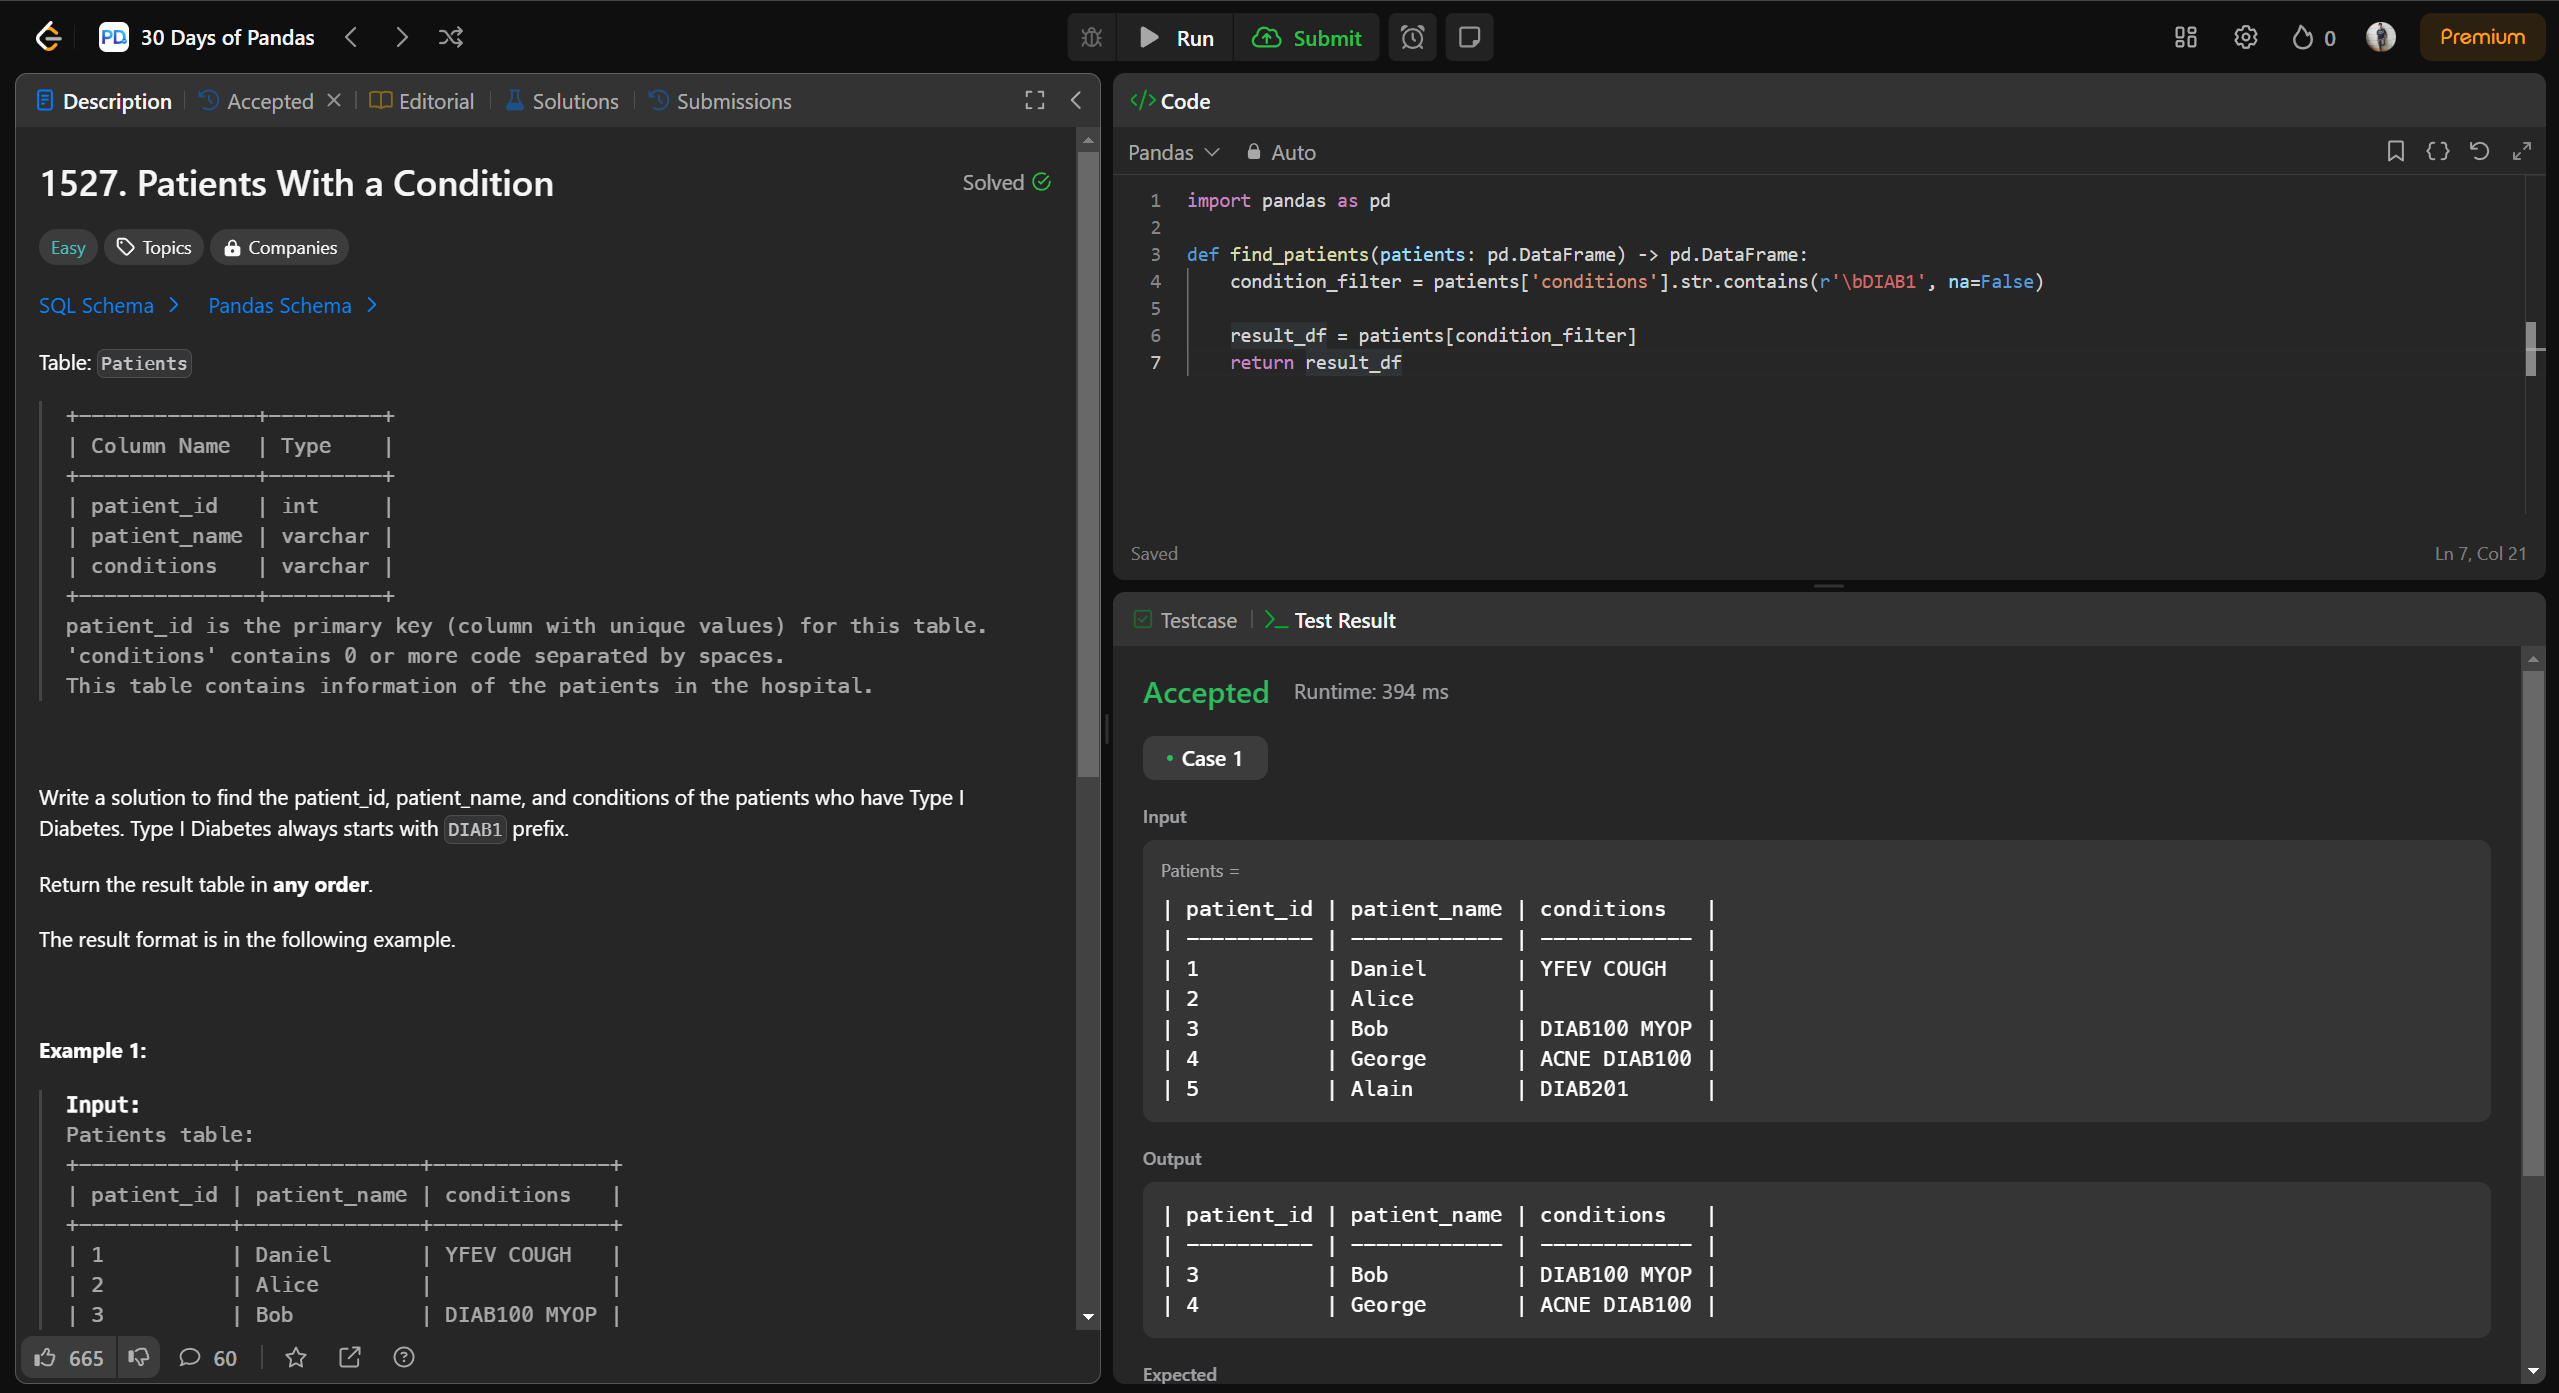 PD 30 Days of Pandas
Run
Submit
0
Premium
Description
Accepted
Editorial
Solutions
Submissions
1527. Patients With a Condition
Solved
Easy
Topics
Companies
SQL Schema
Pandas Schema
Table: Patients
+--------------+---------+
| Column Name  | Type    |
+--------------+---------+
| patient_id   | int     |
| patient_name | varchar |
| conditions   | varchar |
+--------------+---------+
patient_id is the primary key (column with unique values) for this table.
'conditions' contains 0 or more code separated by spaces.
This table contains information of the patients in the hospital.
Write a solution to find the patient_id, patient_name, and conditions of the patients who have Type I
Diabetes. Type I Diabetes always starts with DIAB1 prefix.
Return the result table in any order.
The result format is in the following example.
Example 1:
Input:
Patients table:
+------------+--------------+--------------+
| patient_id | patient_name | conditions   |
+------------+--------------+--------------+
| 1          | Daniel       | YFEV COUGH   |
| 2          | Alice        |              |
| 3          | Bob          | DIAB100 MYOP |
665
60
</> Code
Pandas
Auto
1 import pandas as pd
2
3 def find_patients(patients: pd.DataFrame) -> pd.DataFrame:
4     condition_filter = patients['conditions'].str.contains(r'\bDIAB1', na=False)
5
6     result_df = patients[condition_filter]
7     return result_df
Saved
Ln 7, Col 21
Testcase
Test Result
Accepted
Runtime: 394 ms
• Case 1
Input
Patients =
| patient_id | patient_name | conditions   |
| ---------- | ------------ | ------------ |
| 1          | Daniel       | YFEV COUGH   |
| 2          | Alice        |              |
| 3          | Bob          | DIAB100 MYOP |
| 4          | George       | ACNE DIAB100 |
| 5          | Alain        | DIAB201      |
Output
| patient_id | patient_name | conditions   |
| ---------- | ------------ | ------------ |
| 3          | Bob          | DIAB100 MYOP |
| 4          | George       | ACNE DIAB100 |
Expected